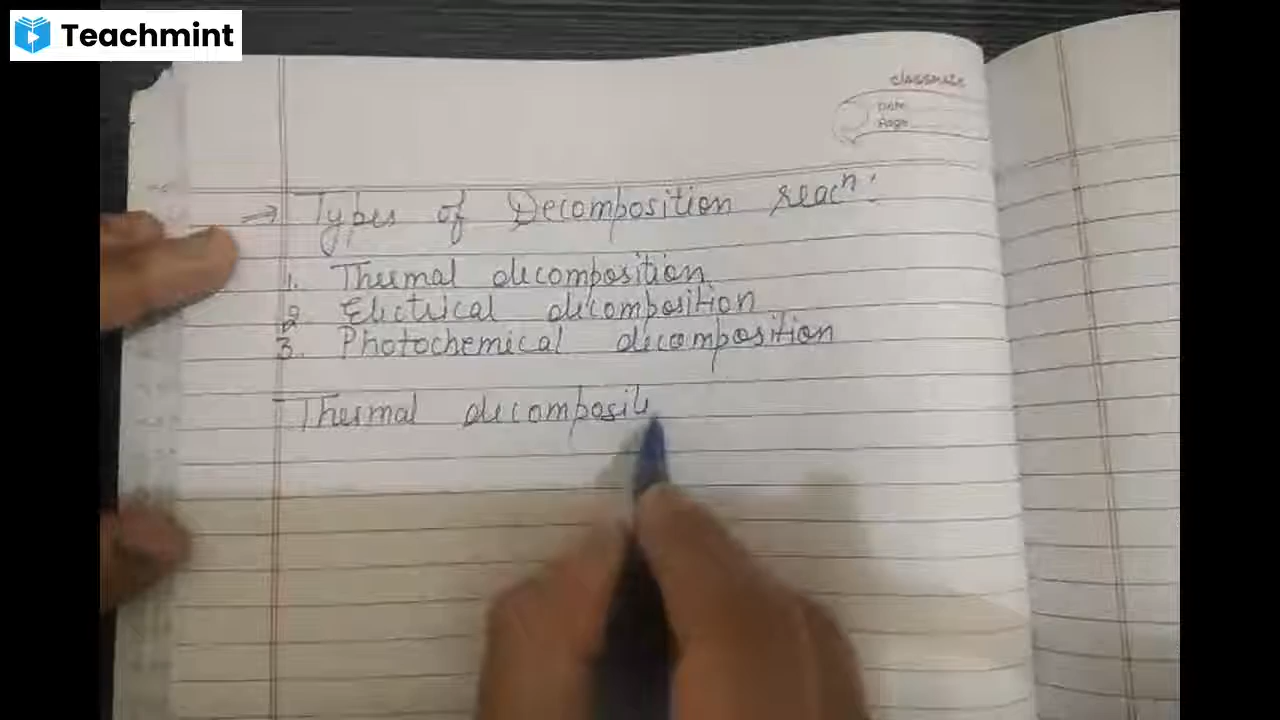 Teachmint
classmate
Date
Page
→ Types of Decomposition reacⁿ:
1. Thermal decomposition
2. Electrical decomposition
3. Photochemical decomposition
Thermal decomposit